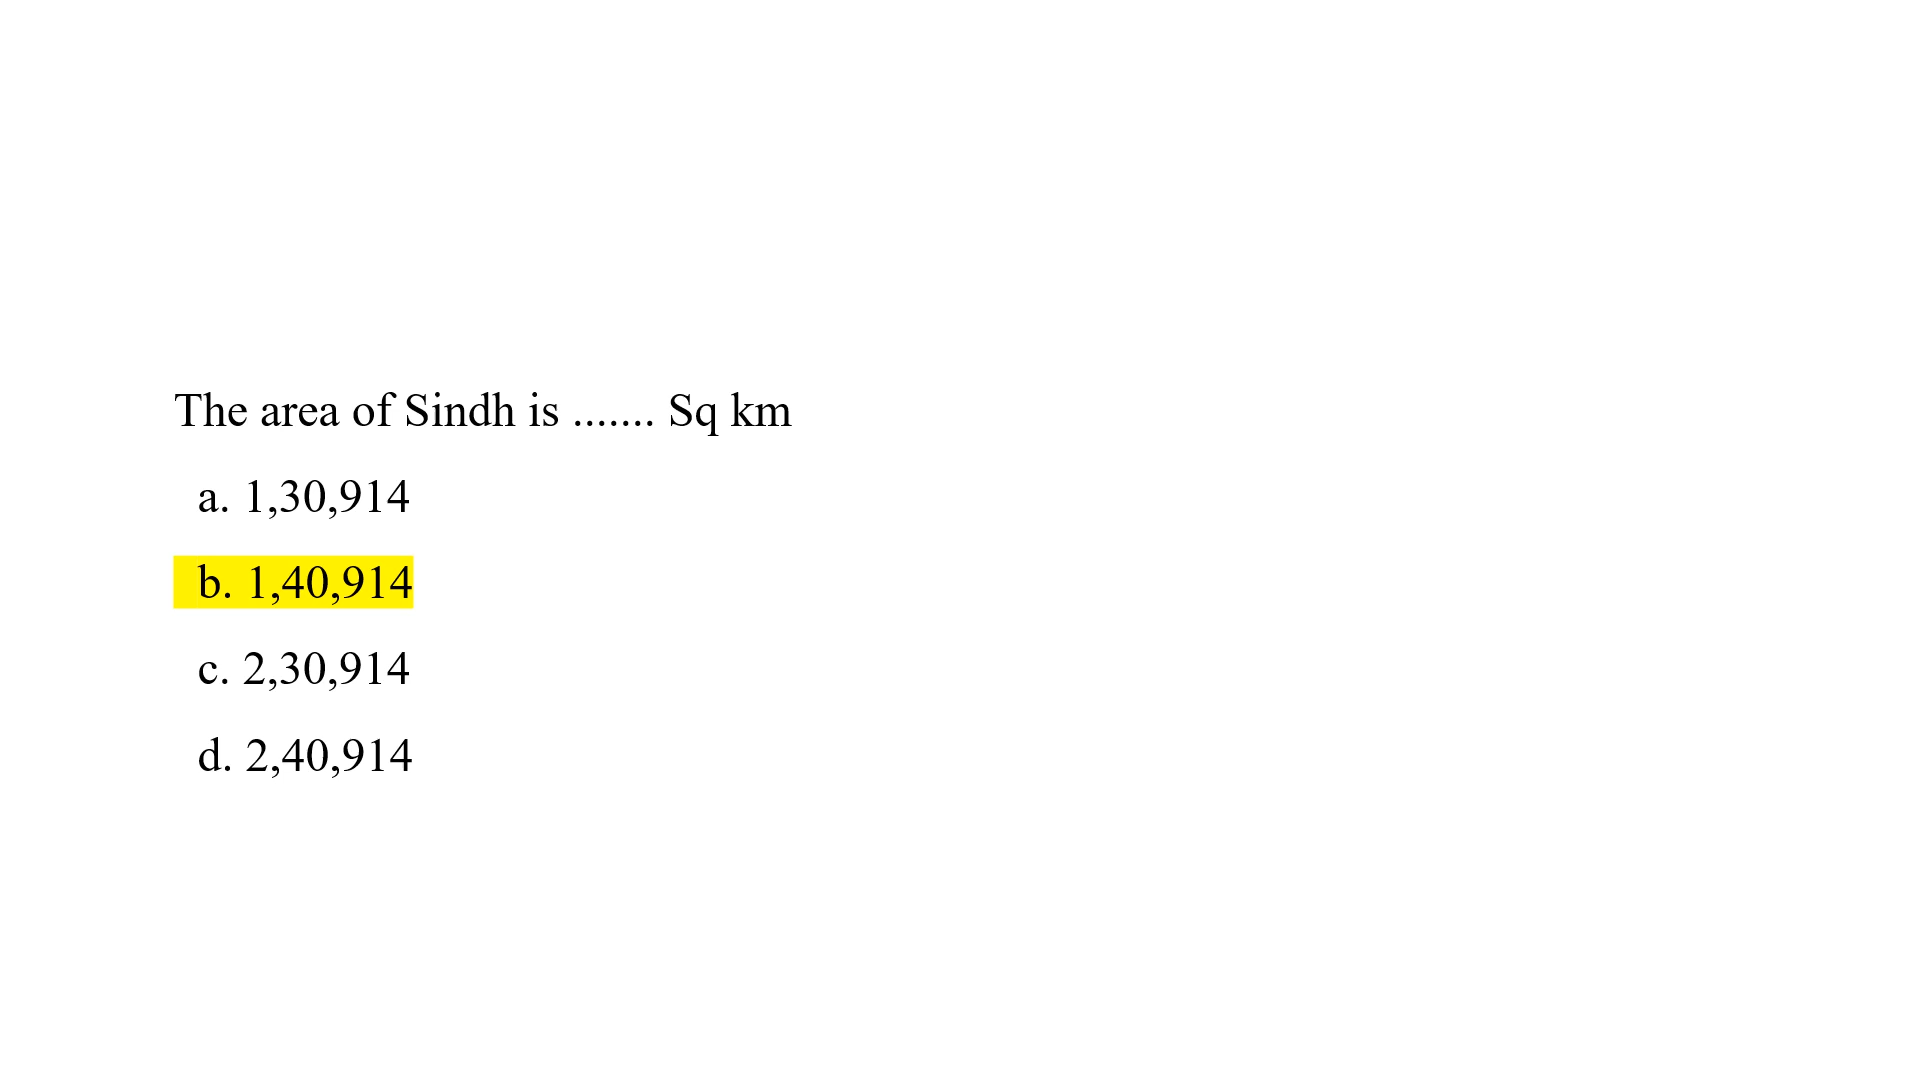 The area of Sindh is ....... Sq km
a. 1,30,914
b. 1,40,914
c. 2,30,914
d. 2,40,914